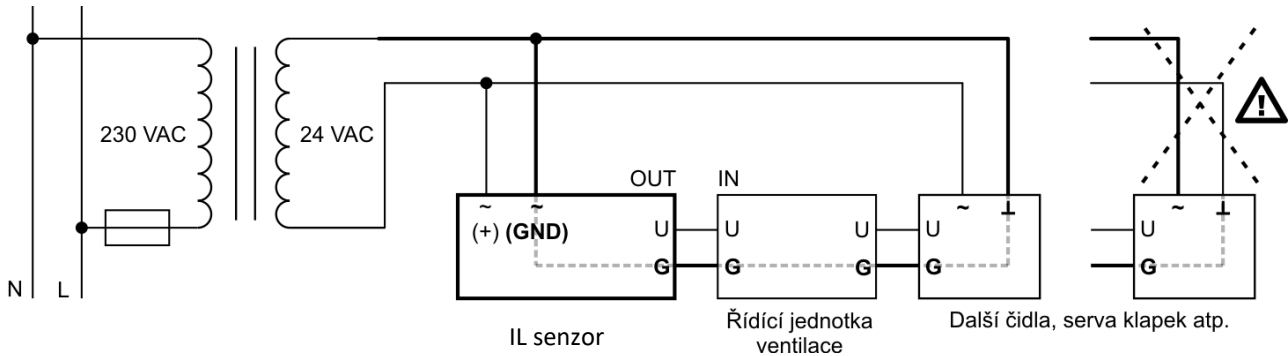 230 VAC
24 VAC
N
L
OUT
IN
~
~
(+) (GND)
U
G
U
G
U
G
~
⊥
U
G
~
⊥
U
G
IL senzor
Řídící jednotka
ventilace
Další čidla, serva klapek atp.
!